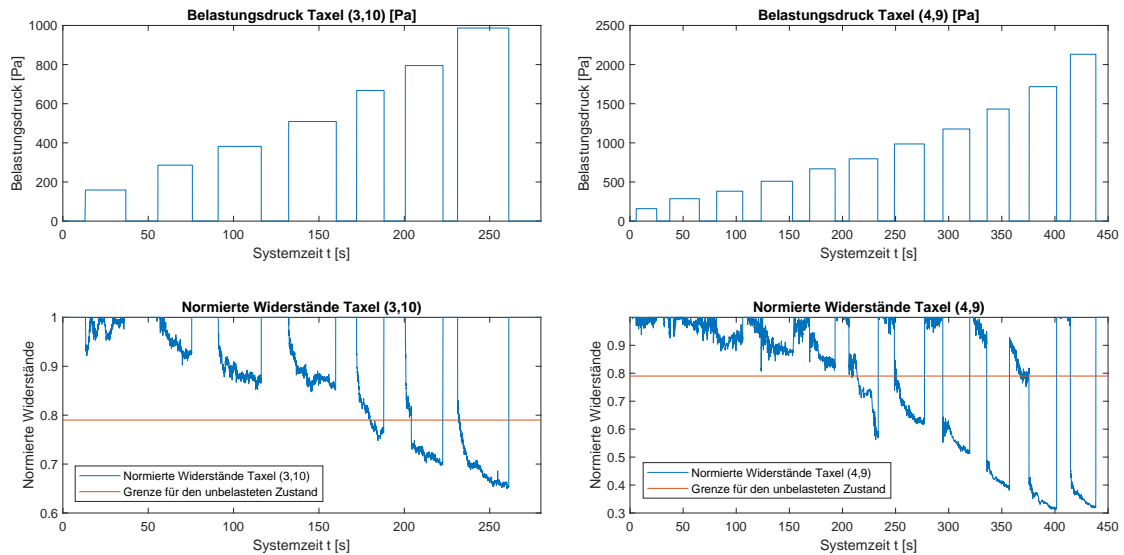 Belastungsdruck Taxel (3,10) [Pa]
Belastungsdruck [Pa]
1000
800
600
400
200
0
0 50 100 150 200 250
Systemzeit t [s]
Belastungsdruck Taxel (4,9) [Pa]
Belastungsdruck [Pa]
2500
2000
1500
1000
500
0
0 50 100 150 200 250 300 350 400 450
Systemzeit t [s]
Normierte Widerstände Taxel (3,10)
Normierte Widerstände
1
0.9
0.8
0.7
0.6
Normierte Widerstände Taxel (3,10)
Grenze für den unbelasteten Zustand
0 50 100 150 200 250
Systemzeit t [s]
Normierte Widerstände Taxel (4,9)
Normierte Widerstände
0.9
0.8
0.7
0.6
0.5
0.4
0.3
Normierte Widerstände Taxel (4,9)
Grenze für den unbelasteten Zustand
0 50 100 150 200 250 300 350 400 450
Systemzeit t [s]